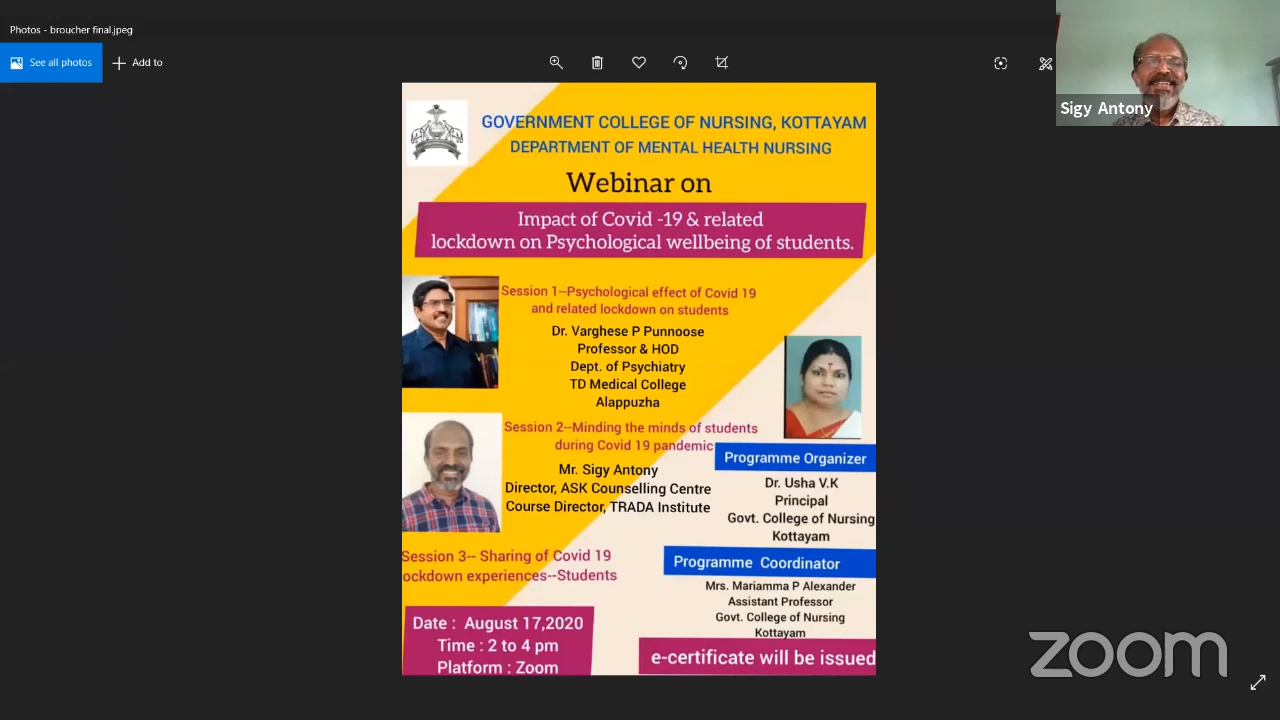 Photos - broucher final.jpeg
See all photos
Add to
Sigy Antony
GOVERNMENT COLLEGE OF NURSING, KOTTAYAM
DEPARTMENT OF MENTAL HEALTH NURSING
Webinar on
Impact of Covid -19 & related
lockdown on Psychological wellbeing of students.
Session 1--Psychological effect of Covid 19
and related lockdown on students
Dr. Varghese P Punnoose
Professor & HOD
Dept. of Psychiatry
TD Medical College
Alappuzha
Session 2--Minding the minds of students
during Covid 19 pandemic
Mr. Sigy Antony
Director, ASK Counselling Centre
Course Director, TRADA Institute
Programme Organizer
Dr. Usha V.K
Principal
Govt. College of Nursing
Kottayam
Session 3-- Sharing of Covid 19
ockdown experiences--Students
Programme Coordinator
Mrs. Mariamma P Alexander
Assistant Professor
Govt. College of Nursing
Kottayam
Date : August 17,2020
Time : 2 to 4 pm
Platform : Zoom
e-certificate will be issued
zoom